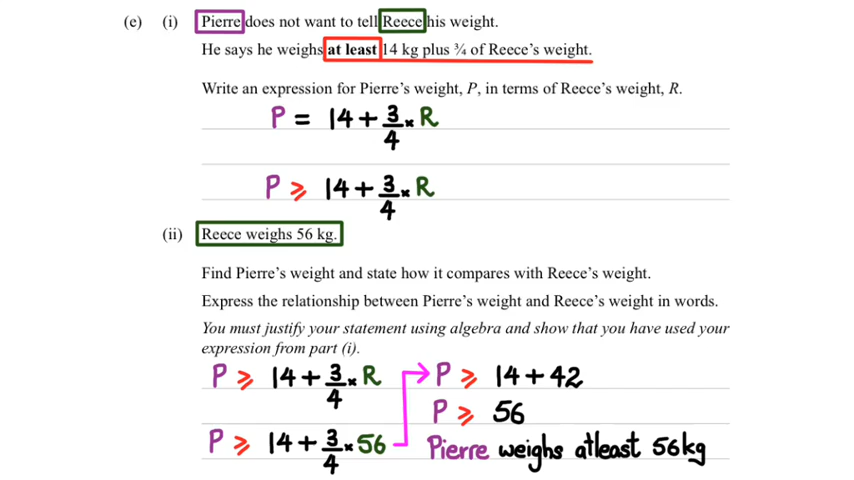 (e) (i) Pierre does not want to tell Reece his weight.
He says he weighs at least 14 kg plus ¾ of Reece's weight.
Write an expression for Pierre's weight, P, in terms of Reece's weight, R.
P = 14 + 3/4 × R
P ⩾ 14 + 3/4 × R
(ii) Reece weighs 56 kg.
Find Pierre's weight and state how it compares with Reece's weight.
Express the relationship between Pierre's weight and Reece's weight in words.
You must justify your statement using algebra and show that you have used your
expression from part (i).
P ⩾ 14 + 3/4 × R
P ⩾ 14 + 3/4 × 56
P ⩾ 14 + 42
P ⩾ 56
Pierre weighs atleast 56kg